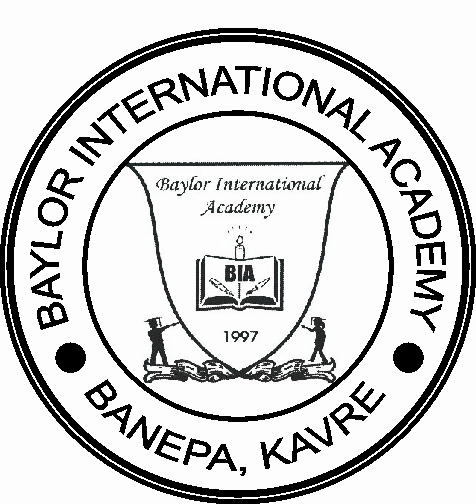 BAYLOR INTERNATIONAL ACADEMY
Baylor International
Academy
BIA
1997
BANEPA, KAVRE